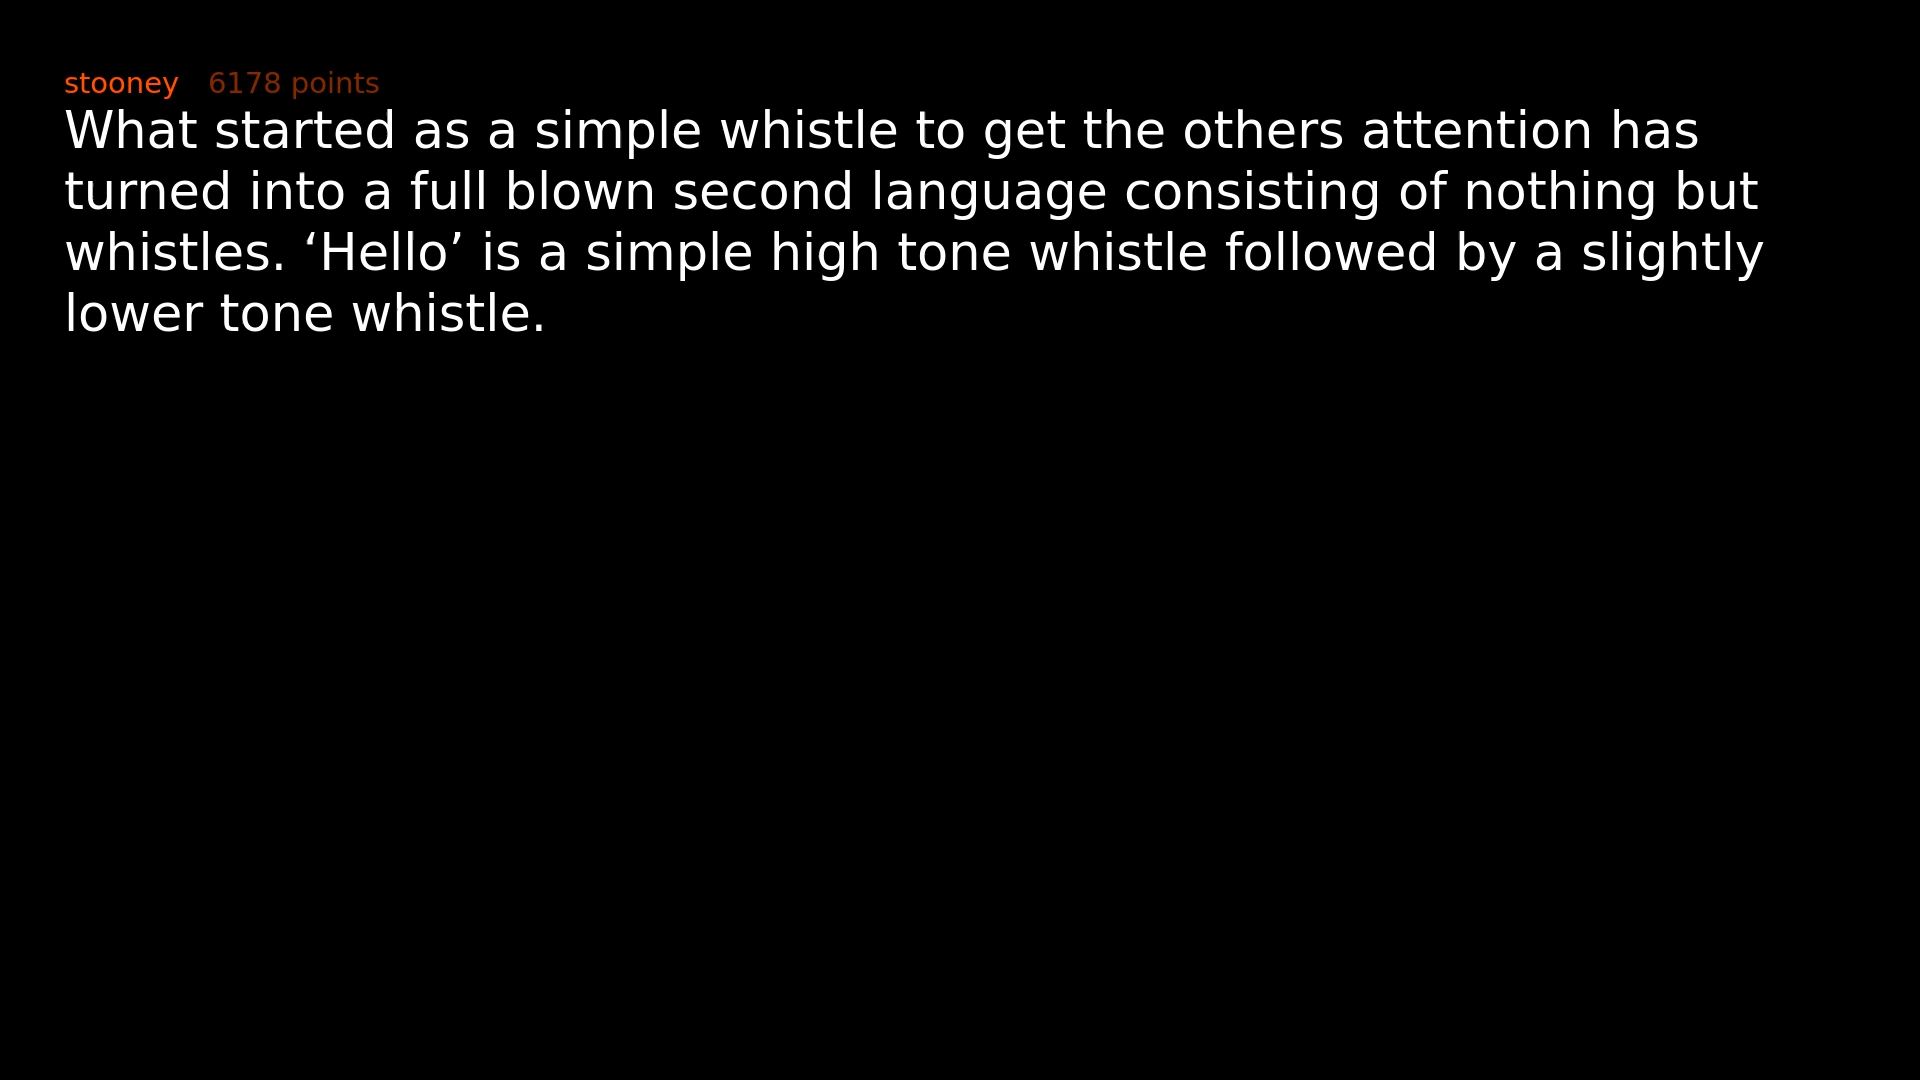 stooney 6178 points
What started as a simple whistle to get the others attention has
turned into a full blown second language consisting of nothing but
whistles. ‘Hello’ is a simple high tone whistle followed by a slightly
lower tone whistle.